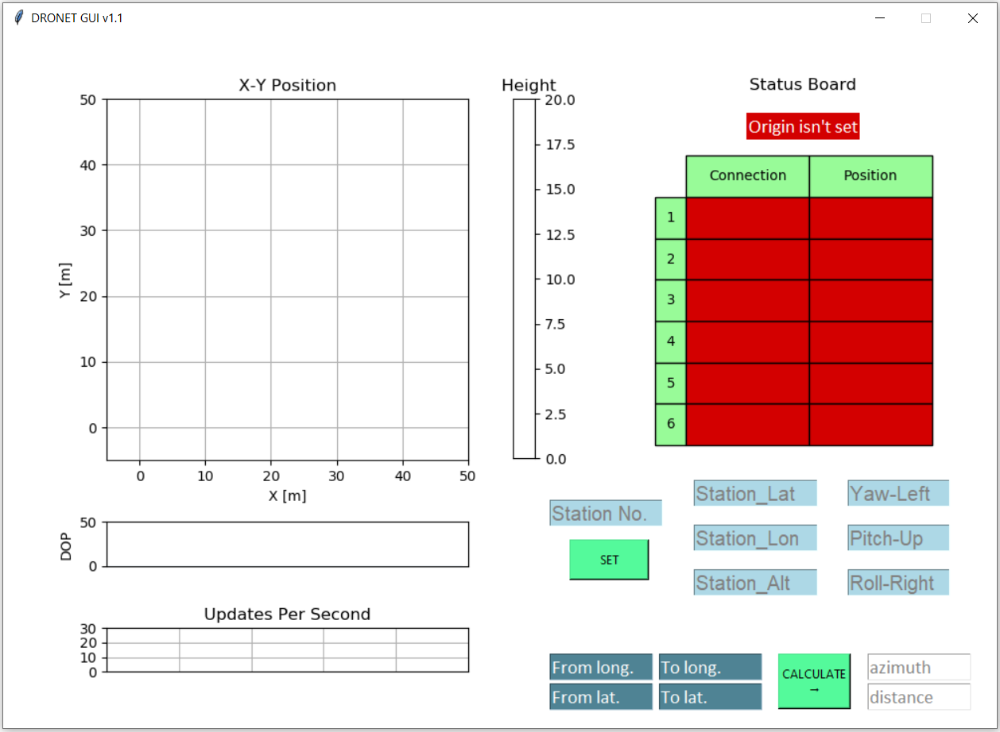 DRONET GUI v1.1
X-Y Position
50
40
30
20
10
0
Y [m]
0 10 20 30 40 50
X [m]
Height
20.0
17.5
15.0
12.5
10.0
7.5
5.0
2.5
0.0
Status Board
Origin isn't set
Connection Position
1
2
3
4
5
6
DOP
50
0
Updates Per Second
30
20
10
0
Station No.
SET
Station_Lat Yaw-Left
Station_Lon Pitch-Up
Station_Alt Roll-Right
From long. To long.
From lat. To lat.
CALCULATE
→
azimuth
distance